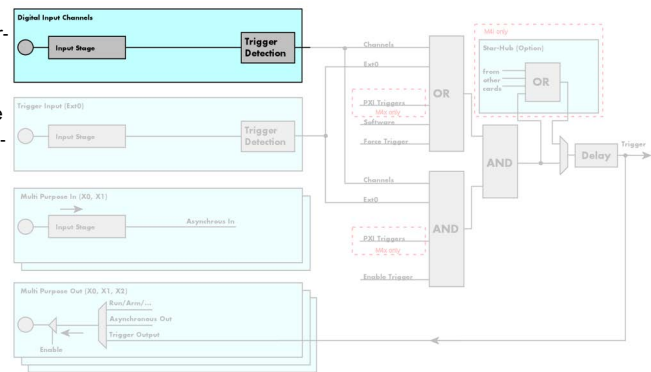 r-
e
-
Digital Input Channels
Input Stage
Trigger
Detection
Trigger Input (Ext0)
Input Stage
Trigger
Detection
Multi Purpose In (X0, X1)
Input Stage
Asynchronous In
Multi Purpose Out (X0, X1, X2)
Run/Arm/...
Asynchronous Out
Trigger Output
Enable
Channels
Ext0
PXI Triggers
M4x only
Software
Force Trigger
OR
Channels
Ext0
PXI Triggers
M4x only
Enable Trigger
AND
AND
M4i only
Star-Hub (Option)
From
other
cards
OR
Delay
Trigger